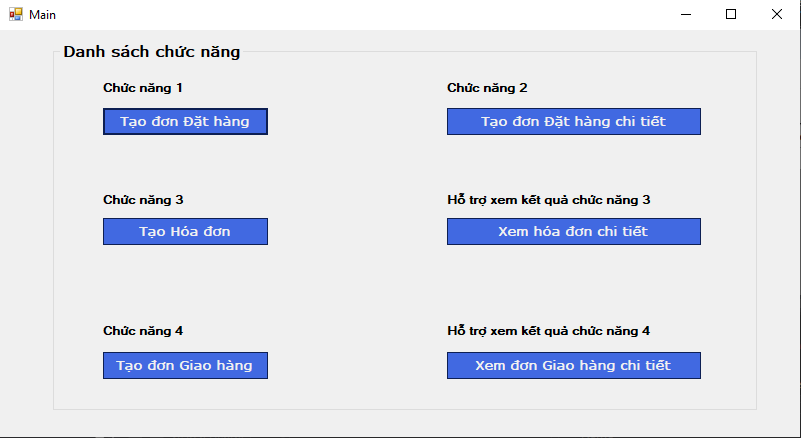 Main
Danh sách chức năng
Chức năng 1
Chức năng 2
Tạo đơn Đặt hàng
Tạo đơn Đặt hàng chi tiết
Chức năng 3
Hỗ trợ xem kết quả chức năng 3
Tạo Hóa đơn
Xem hóa đơn chi tiết
Chức năng 4
Hỗ trợ xem kết quả chức năng 4
Tạo đơn Giao hàng
Xem đơn Giao hàng chi tiết